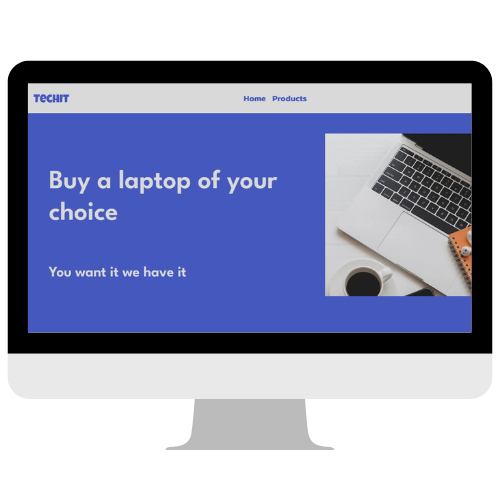 TECHIT
Home Products
Buy a laptop of your
choice
You want it we have it